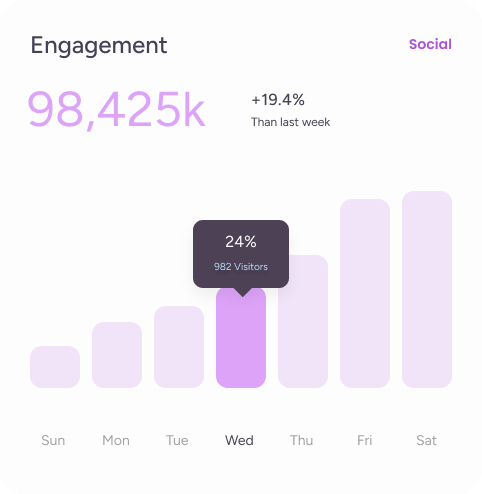 Engagement
Social
98,425k
+19.4%
Than last week
24%
982 Visitors
Sun
Mon
Tue
Wed
Thu
Fri
Sat